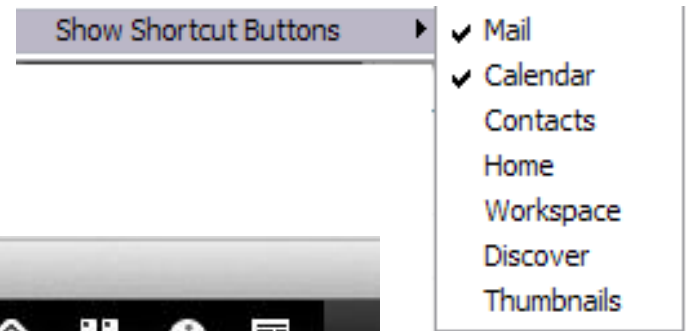 Show Shortcut Buttons
Mail
Calendar
Contacts
Home
Workspace
Discover
Thumbnails